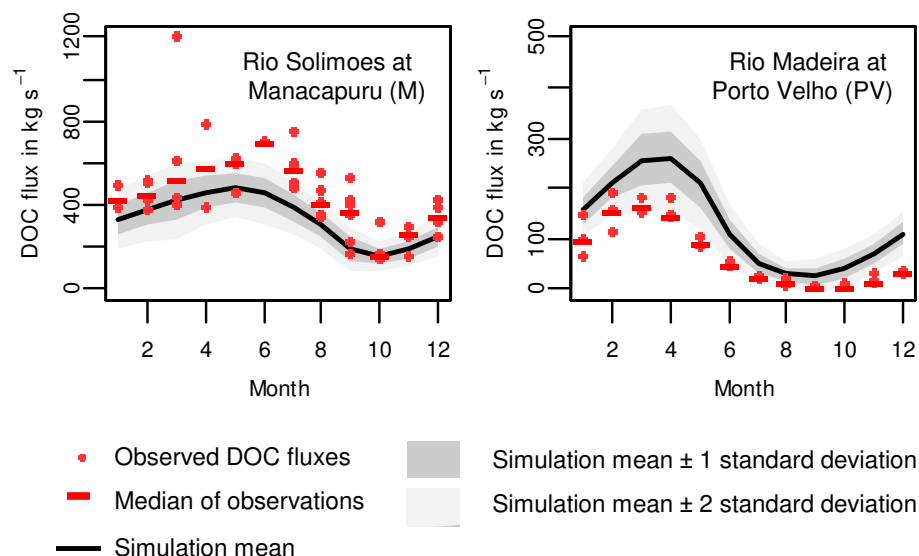 DOC flux in kg s⁻¹
0 400 800 1200
Rio Solimoes at
Manacapuru (M)
2 4 6 8 10 12
Month
DOC flux in kg s⁻¹
0 100 300 500
Rio Madeira at
Porto Velho (PV)
2 4 6 8 10 12
Month
Observed DOC fluxes
Median of observations
Simulation mean
Simulation mean ± 1 standard deviation
Simulation mean ± 2 standard deviation